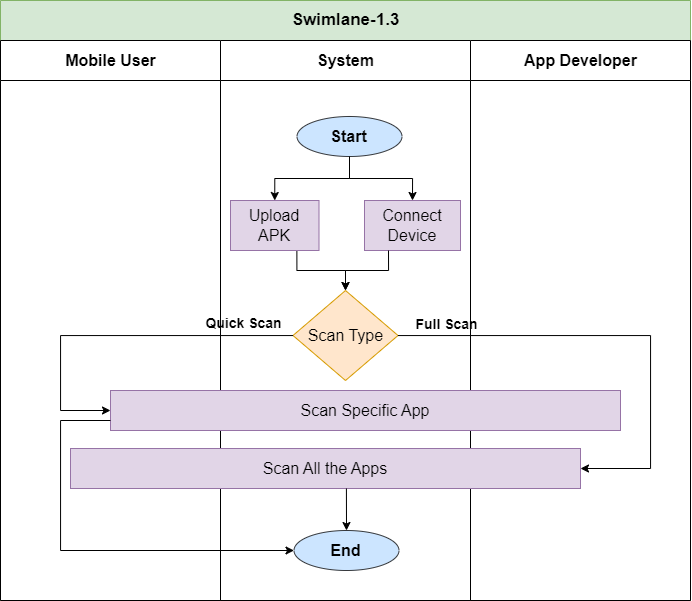 Swimlane-1.3
Mobile User
System
App Developer
Start
Upload
APK
Connect
Device
Quick Scan
Scan Type
Full Scan
Scan Specific App
Scan All the Apps
End